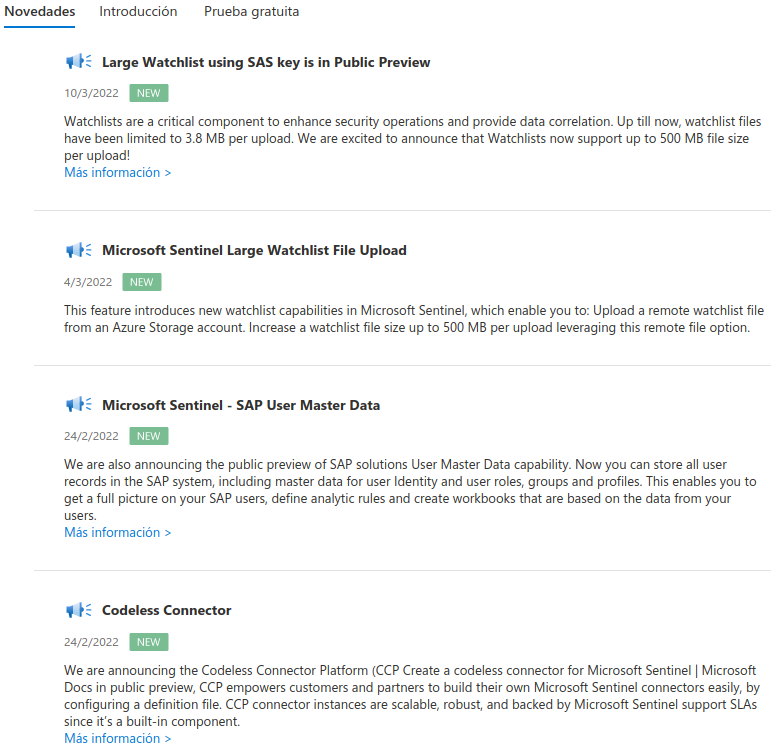 Novedades Introducción Prueba gratuita
Large Watchlist using SAS key is in Public Preview
10/3/2022 NEW
Watchlists are a critical component to enhance security operations and provide data correlation. Up till now, watchlist files
have been limited to 3.8 MB per upload. We are excited to announce that Watchlists now support up to 500 MB file size
per upload!
Más información >
Microsoft Sentinel Large Watchlist File Upload
4/3/2022 NEW
This feature introduces new watchlist capabilities in Microsoft Sentinel, which enable you to: Upload a remote watchlist file
from an Azure Storage account. Increase a watchlist file size up to 500 MB per upload leveraging this remote file option.
Microsoft Sentinel - SAP User Master Data
24/2/2022 NEW
We are also announcing the public preview of SAP solutions User Master Data capability. Now you can store all user
records in the SAP system, including master data for user Identity and user roles, groups and profiles. This enables you to
get a full picture on your SAP users, define analytic rules and create workbooks that are based on the data from your
users.
Más información >
Codeless Connector
24/2/2022 NEW
We are announcing the Codeless Connector Platform (CCP Create a codeless connector for Microsoft Sentinel | Microsoft
Docs in public preview, CCP empowers customers and partners to build their own Microsoft Sentinel connectors easily, by
configuring a definition file. CCP connector instances are scalable, robust, and backed by Microsoft Sentinel support SLAs
since it's a built-in component.
Más información >